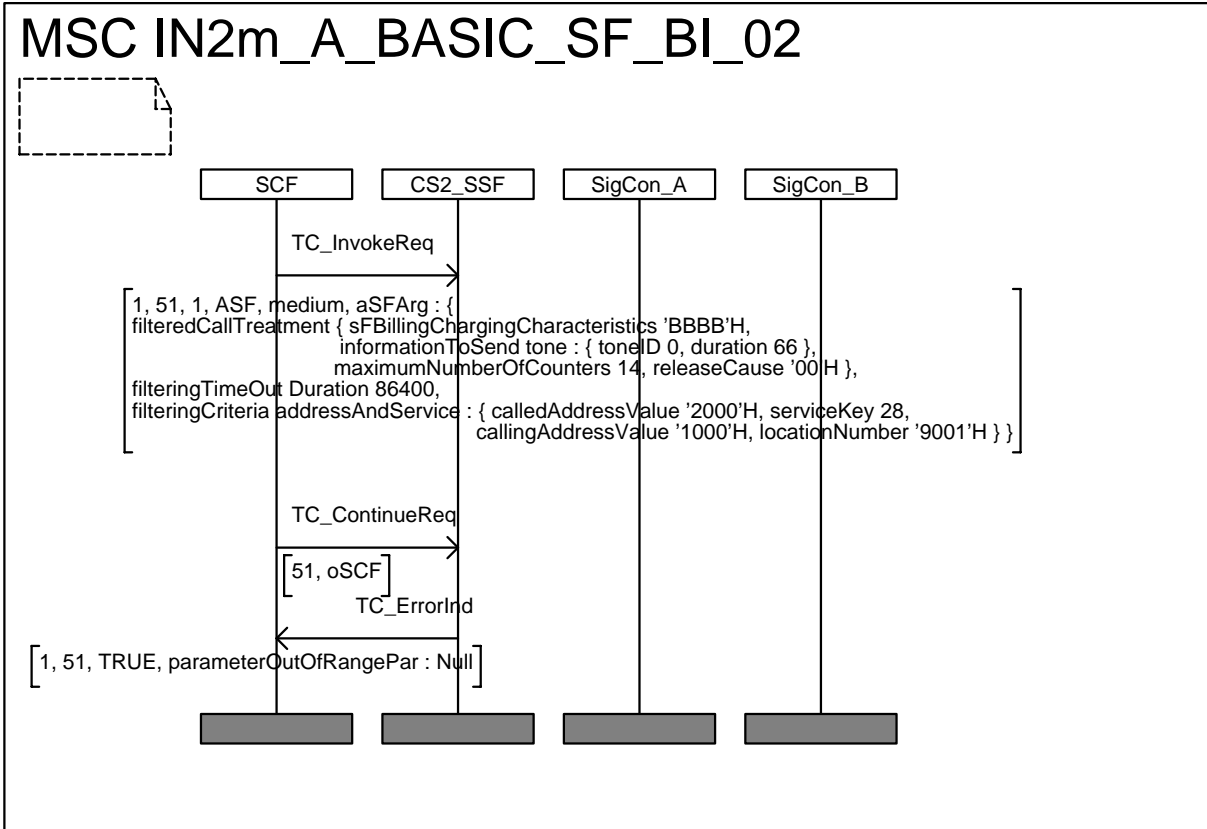 MSC IN2m_A_BASIC_SF_BI_02
SCF CS2_SSF SigCon_A SigCon_B
TC_InvokeReq
1, 51, 1, ASF, medium, aSFArg : {
filteredCallTreatment { sFBillingChargingCharacteristics ’BBBB’H,
informationToSend tone : { toneID 0, duration 66 },
maximumNumberOfCounters 14, releaseCause ’00’H },
filteringTimeOut Duration 86400,
filteringCriteria addressAndService : { calledAddressValue ’2000’H, serviceKey 28,
callingAddressValue ’1000’H, locationNumber ’9001’H } }
TC_ContinueReq
51, oSCF
TC_ErrorInd
1, 51, TRUE, parameterOutOfRangePar : Null